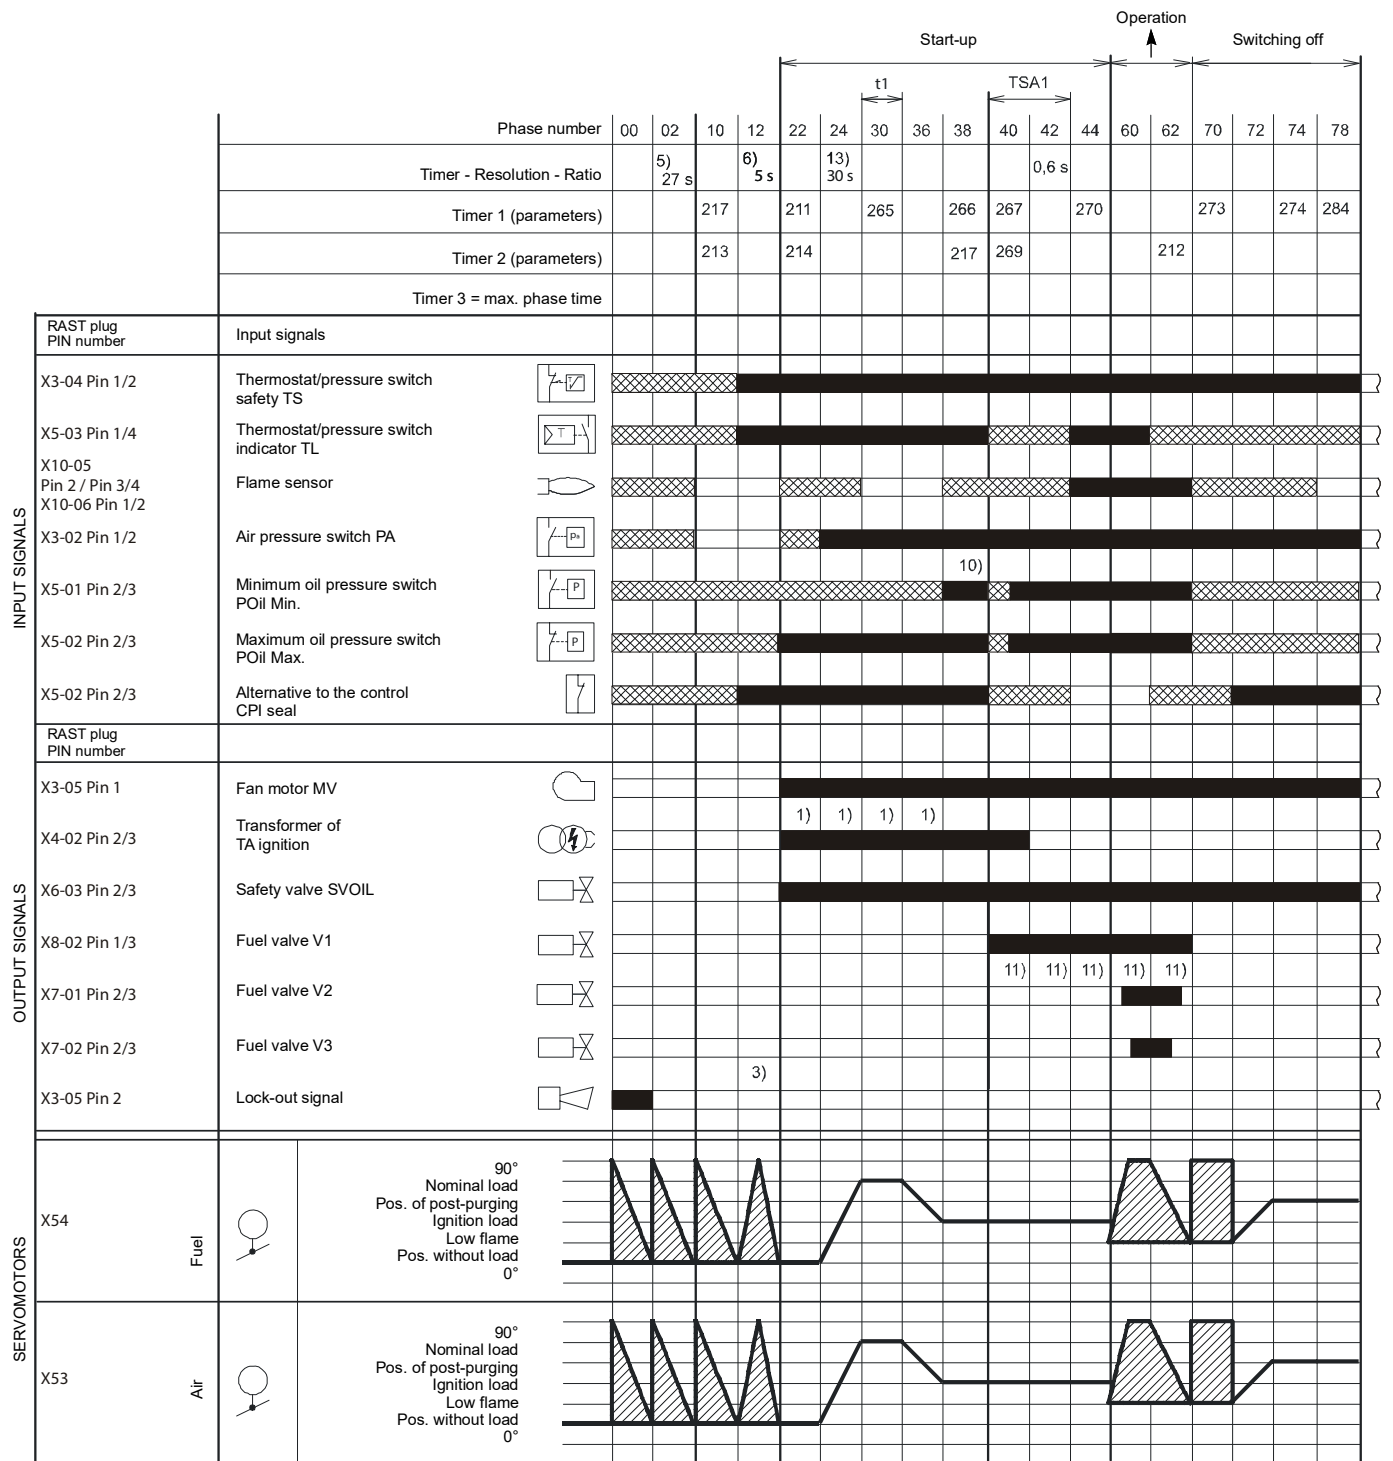 Operation
Start-up
Switching off
t1
TSA1
Phase number 00 02 10 12 22 24 30 36 38 40 42 44 60 62 70 72 74 78
5) 6) 13)
Timer - Resolution - Ratio 27 s 5 s 30 s 0,6 s
Timer 1 (parameters) 217 211 265 266 267 270 273 274 284
Timer 2 (parameters) 213 214 217 269 212
Timer 3 = max. phase time
RAST plug
PIN number
Input signals
INPUT SIGNALS
X3-04 Pin 1/2
Thermostat/pressure switch
safety TS
X5-03 Pin 1/4
Thermostat/pressure switch
indicator TL
T
X10-05
Pin 2 / Pin 3/4
X10-06 Pin 1/2
Flame sensor
X3-02 Pin 1/2
Air pressure switch PA
Pa
10)
X5-01 Pin 2/3
Minimum oil pressure switch
POil Min.
P
X5-02 Pin 2/3
Maximum oil pressure switch
POil Max.
P
X5-02 Pin 2/3
Alternative to the control
CPI seal
RAST plug
PIN number
OUTPUT SIGNALS
X3-05 Pin 1
Fan motor MV
1) 1) 1) 1)
X4-02 Pin 2/3
Transformer of
TA ignition
X6-03 Pin 2/3
Safety valve SVOIL
X8-02 Pin 1/3
Fuel valve V1
11) 11) 11) 11) 11)
X7-01 Pin 2/3
Fuel valve V2
X7-02 Pin 2/3
Fuel valve V3
3)
X3-05 Pin 2
Lock-out signal
SERVOMOTORS
X54
Fuel
90°
Nominal load
Pos. of post-purging
Ignition load
Low flame
Pos. without load
0°
X53
Air
90°
Nominal load
Pos. of post-purging
Ignition load
Low flame
Pos. without load
0°